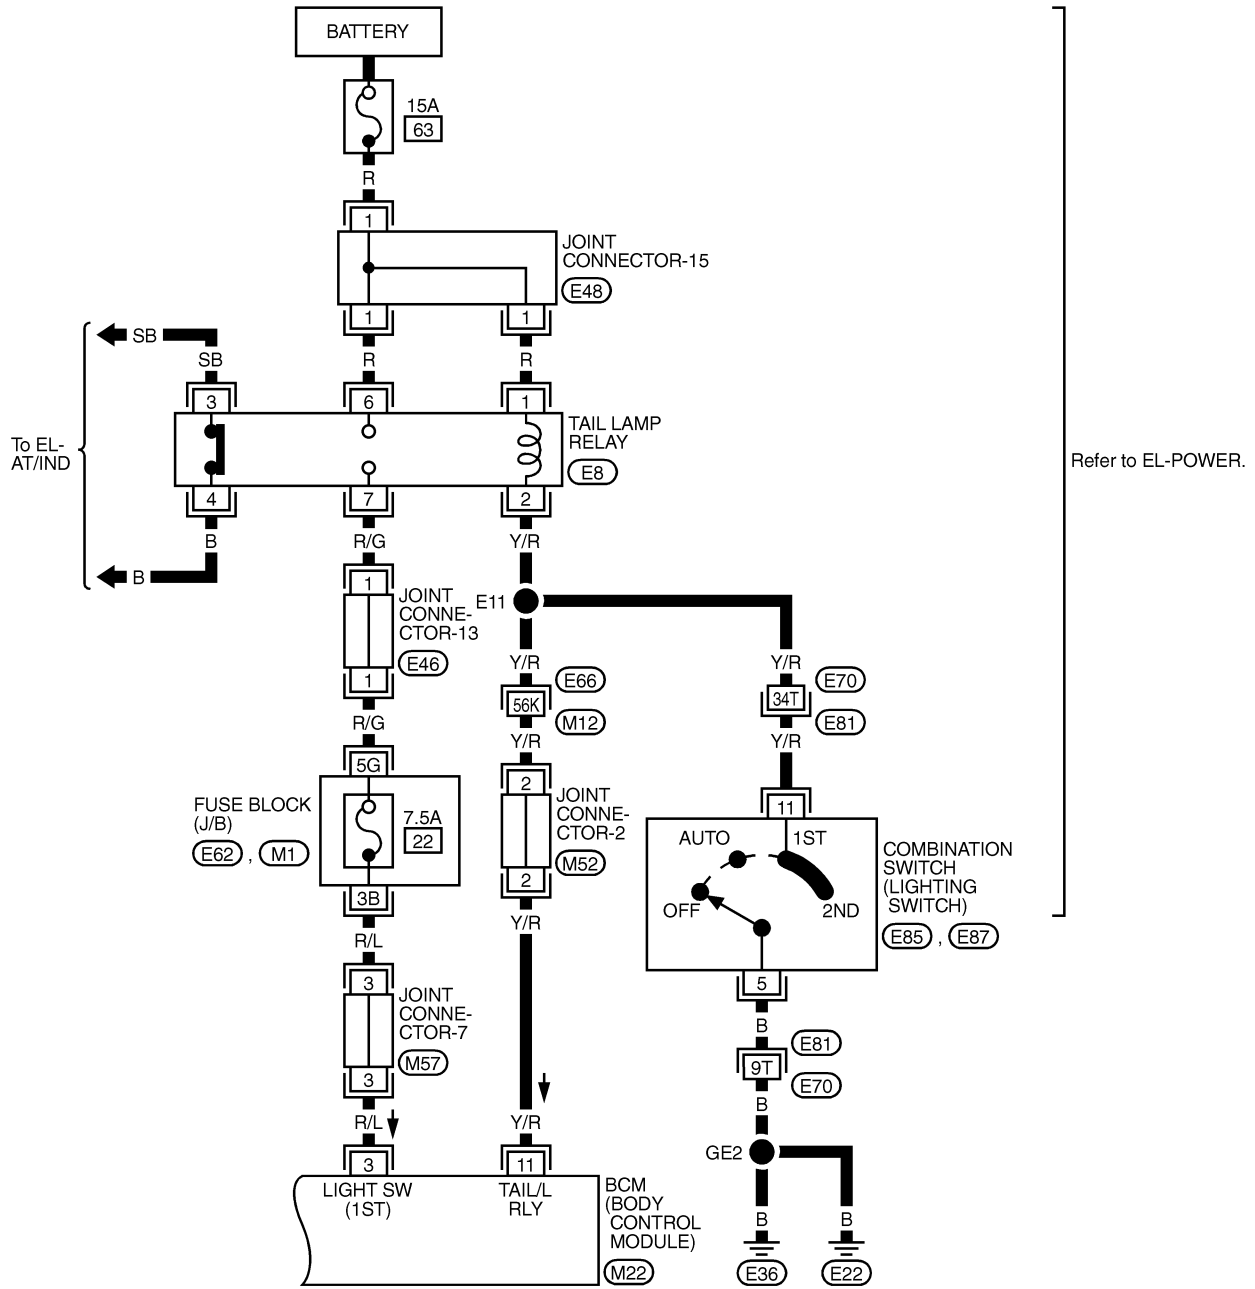 BATTERY
15A
63
R
1
JOINT
CONNECTOR-15
E48
1
1
SB
SB
R
R
3
6
1
TAIL LAMP
RELAY
E8
To EL-
AT/IND
Refer to EL-POWER.
4
7
2
B
R/G
Y/R
B
1
JOINT
CONNE-
CTOR-13
E46
1
E11
Y/R
Y/R
E66
56K
M12
E70
34T
E81
R/G
Y/R
Y/R
5G
2
JOINT
CONNE-
CTOR-2
M52
2
11
FUSE BLOCK
(J/B)
E62 , M1
7.5A
22
3B
AUTO
1ST
OFF
2ND
COMBINATION
SWITCH
(LIGHTING
SWITCH)
E85 , E87
R/L
Y/R
3
JOINT
CONNE-
CTOR-7
M57
3
5
B
E81
9T
E70
B
R/L
Y/R
GE2
3
11
LIGHT SW
(1ST)
TAIL/L
RLY
BCM
(BODY
CONTROL
MODULE)
M22
B
B
E36
E22